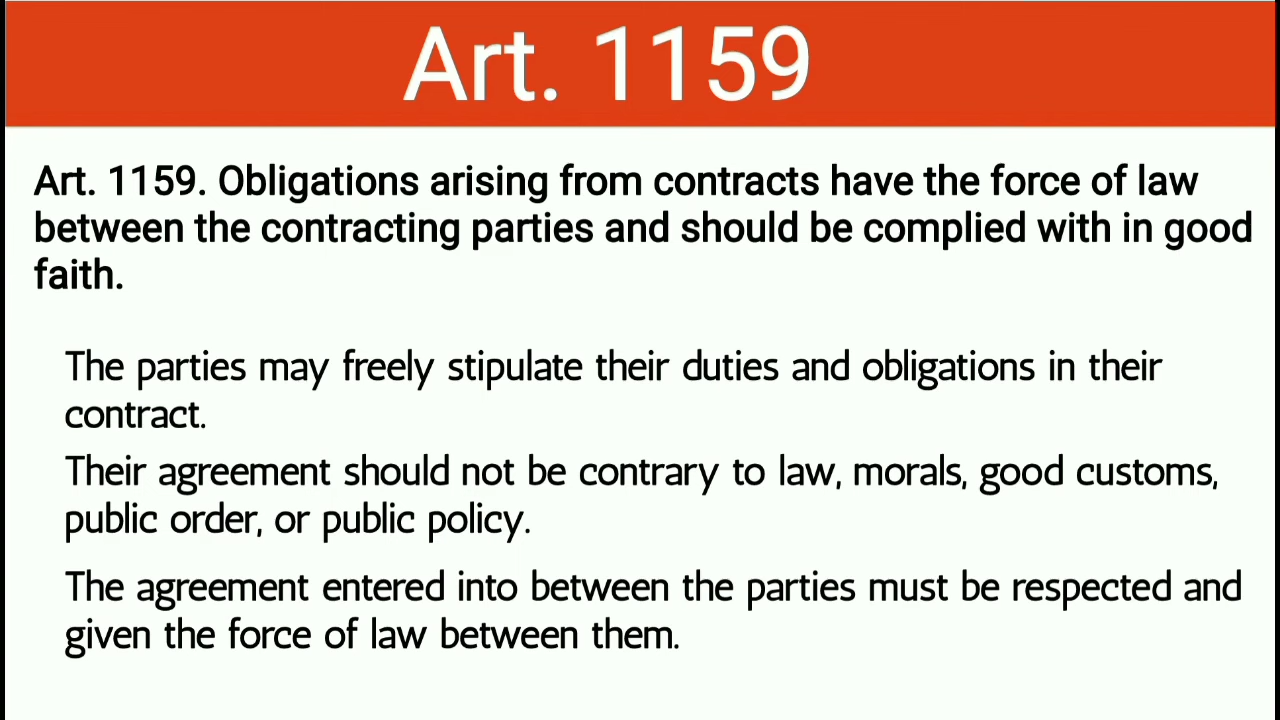 Art. 1159
Art. 1159. Obligations arising from contracts have the force of law
between the contracting parties and should be complied with in good
faith.
The parties may freely stipulate their duties and obligations in their
contract.
Their agreement should not be contrary to law, morals, good customs,
public order, or public policy.
The agreement entered into between the parties must be respected and
given the force of law between them.